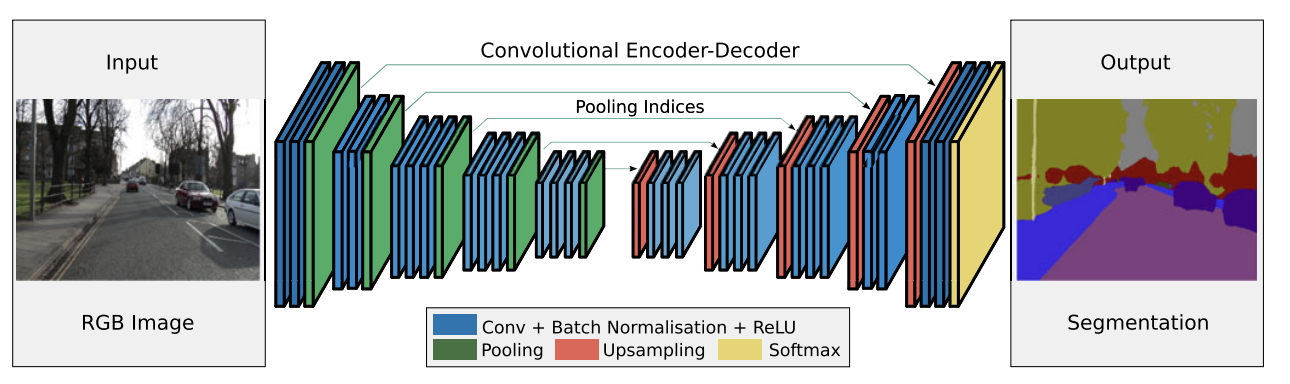 Input
Convolutional Encoder-Decoder
Output
Pooling Indices
RGB Image
Segmentation
Conv + Batch Normalisation + ReLU
Pooling
Upsampling
Softmax